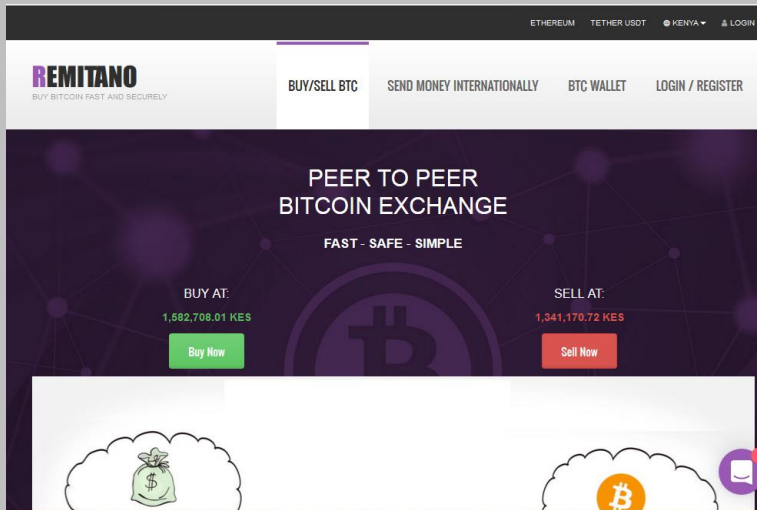 ETHEREUM TETHER USDT KENYA LOGIN
REMITANO
BUY BITCOIN FAST AND SECURELY
BUY/SELL BTC SEND MONEY INTERNATIONALLY BTC WALLET LOGIN / REGISTER
PEER TO PEER
BITCOIN EXCHANGE
FAST - SAFE - SIMPLE
BUY AT: SELL AT:
1,582,708.01 KES 1,341,170.72 KES
Buy Now Sell Now
$